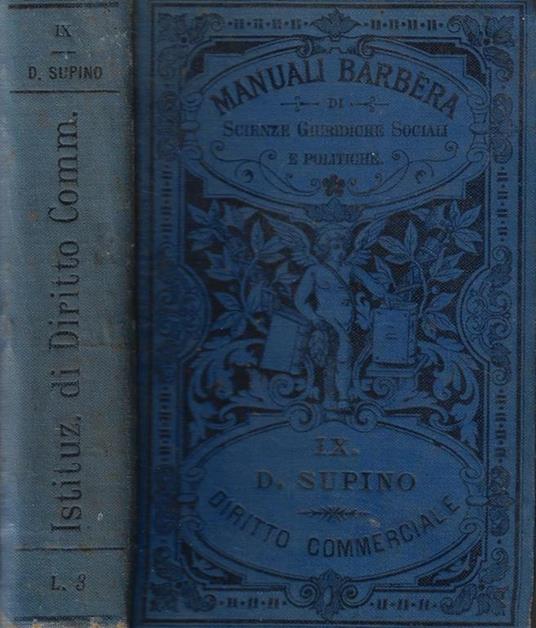 IX
D. SUPINO
Istituz. di Diritto Comm.
L. 3
MANUALI BARBÈRA
DI
SCIENZE GIURIDICHE SOCIALI
E POLITICHE.
IX.
D. SUPINO
DIRITTO COMMERCIALE